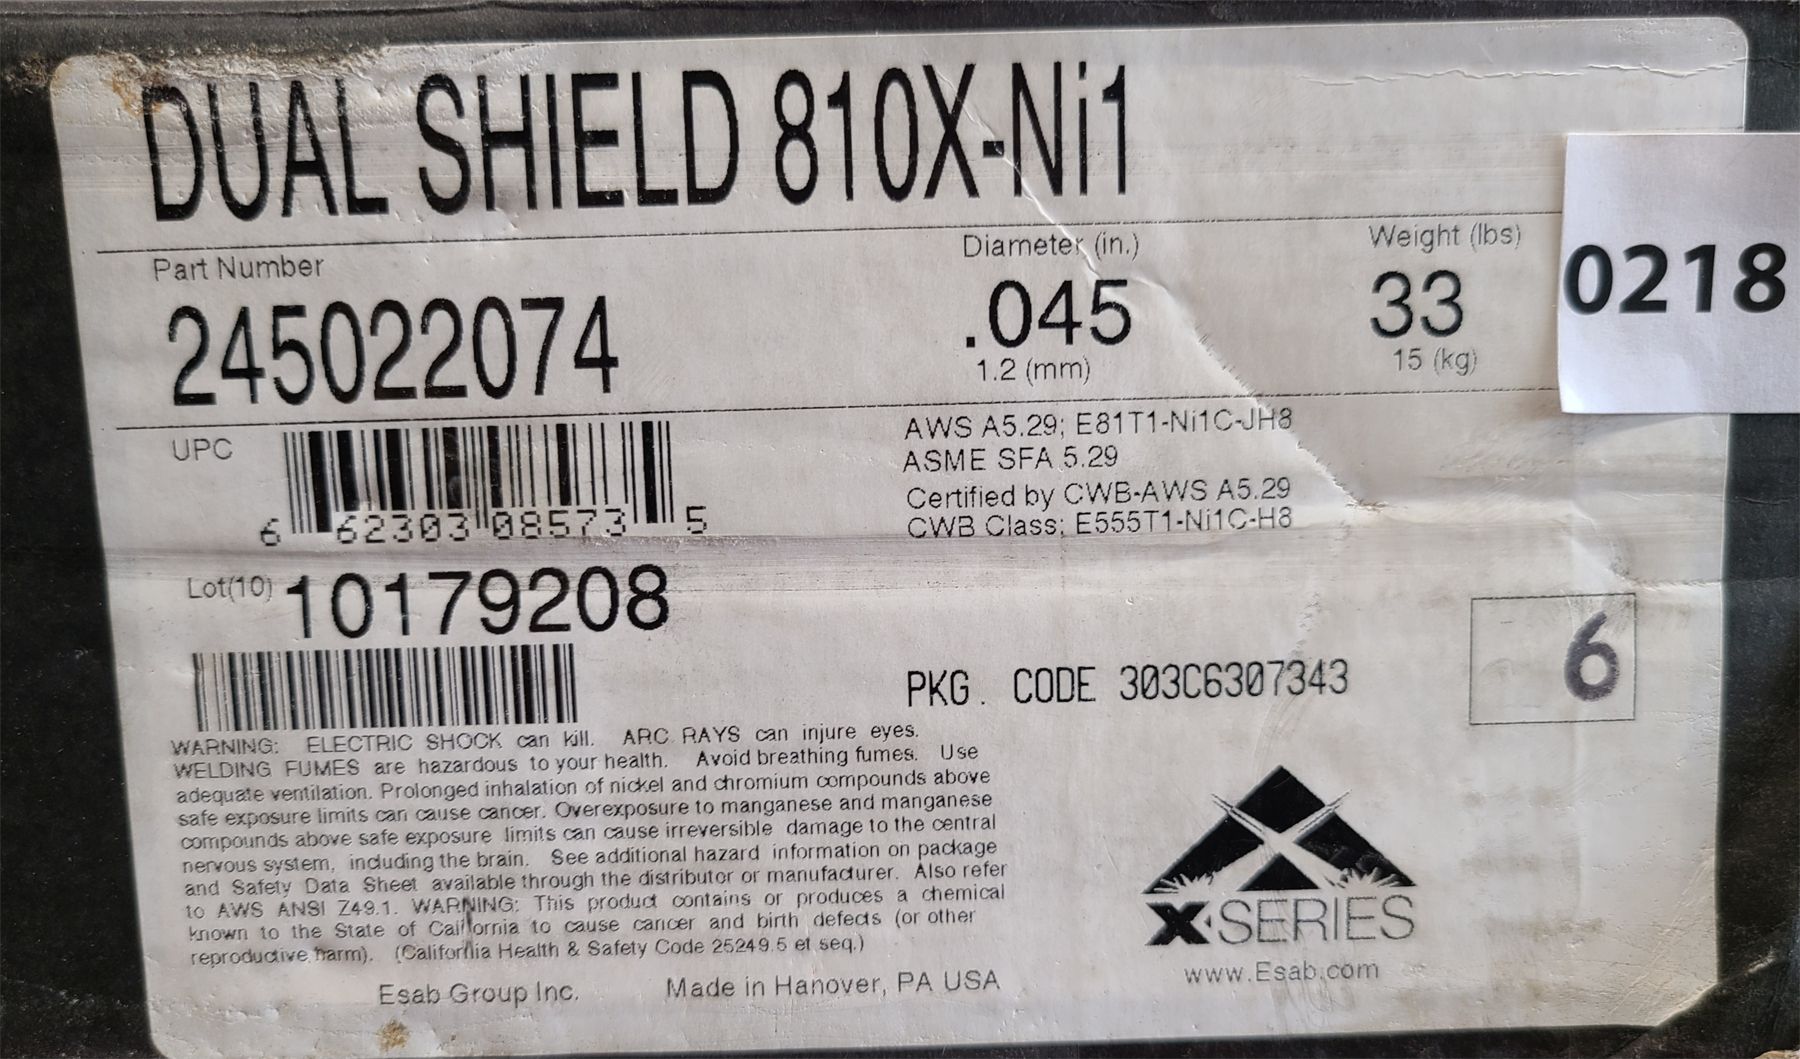 DUAL SHIELD 810X-Ni1
Part Number
245022074
Diameter (in.)
.045
1.2 (mm)
Weight (lbs)
33
15 (kg)
0218
UPC
6 62303 08573 5
AWS A5.29; E81T1-Ni1C-JH8
ASME SFA 5.29
Certified by CWB-AWS A5.29
CWB Class; E555T1-Ni1C-H8
Lot(10) 10179208
PKG. CODE 303C6307343
6
WARNING: ELECTRIC SHOCK can kill. ARC RAYS can injure eyes.
WELDING FUMES are hazardous to your health. Avoid breathing fumes. Use
adequate ventilation. Prolonged inhalation of nickel and chromium compounds above
safe exposure limits can cause cancer. Overexposure to manganese and manganese
compounds above safe exposure limits can cause irreversible damage to the central
nervous system, including the brain. See additional hazard information on package
and Safety Data Sheet available through the distributor or manufacturer. Also refer
to AWS ANSI Z49.1. WARNING: This product contains or produces a chemical
known to the State of California to cause cancer and birth defects (or other
reproductive harm). (California Health & Safety Code 25249.5 et seq.)
Esab Group Inc. Made in Hanover, PA USA
X-SERIES
www.Esab.com